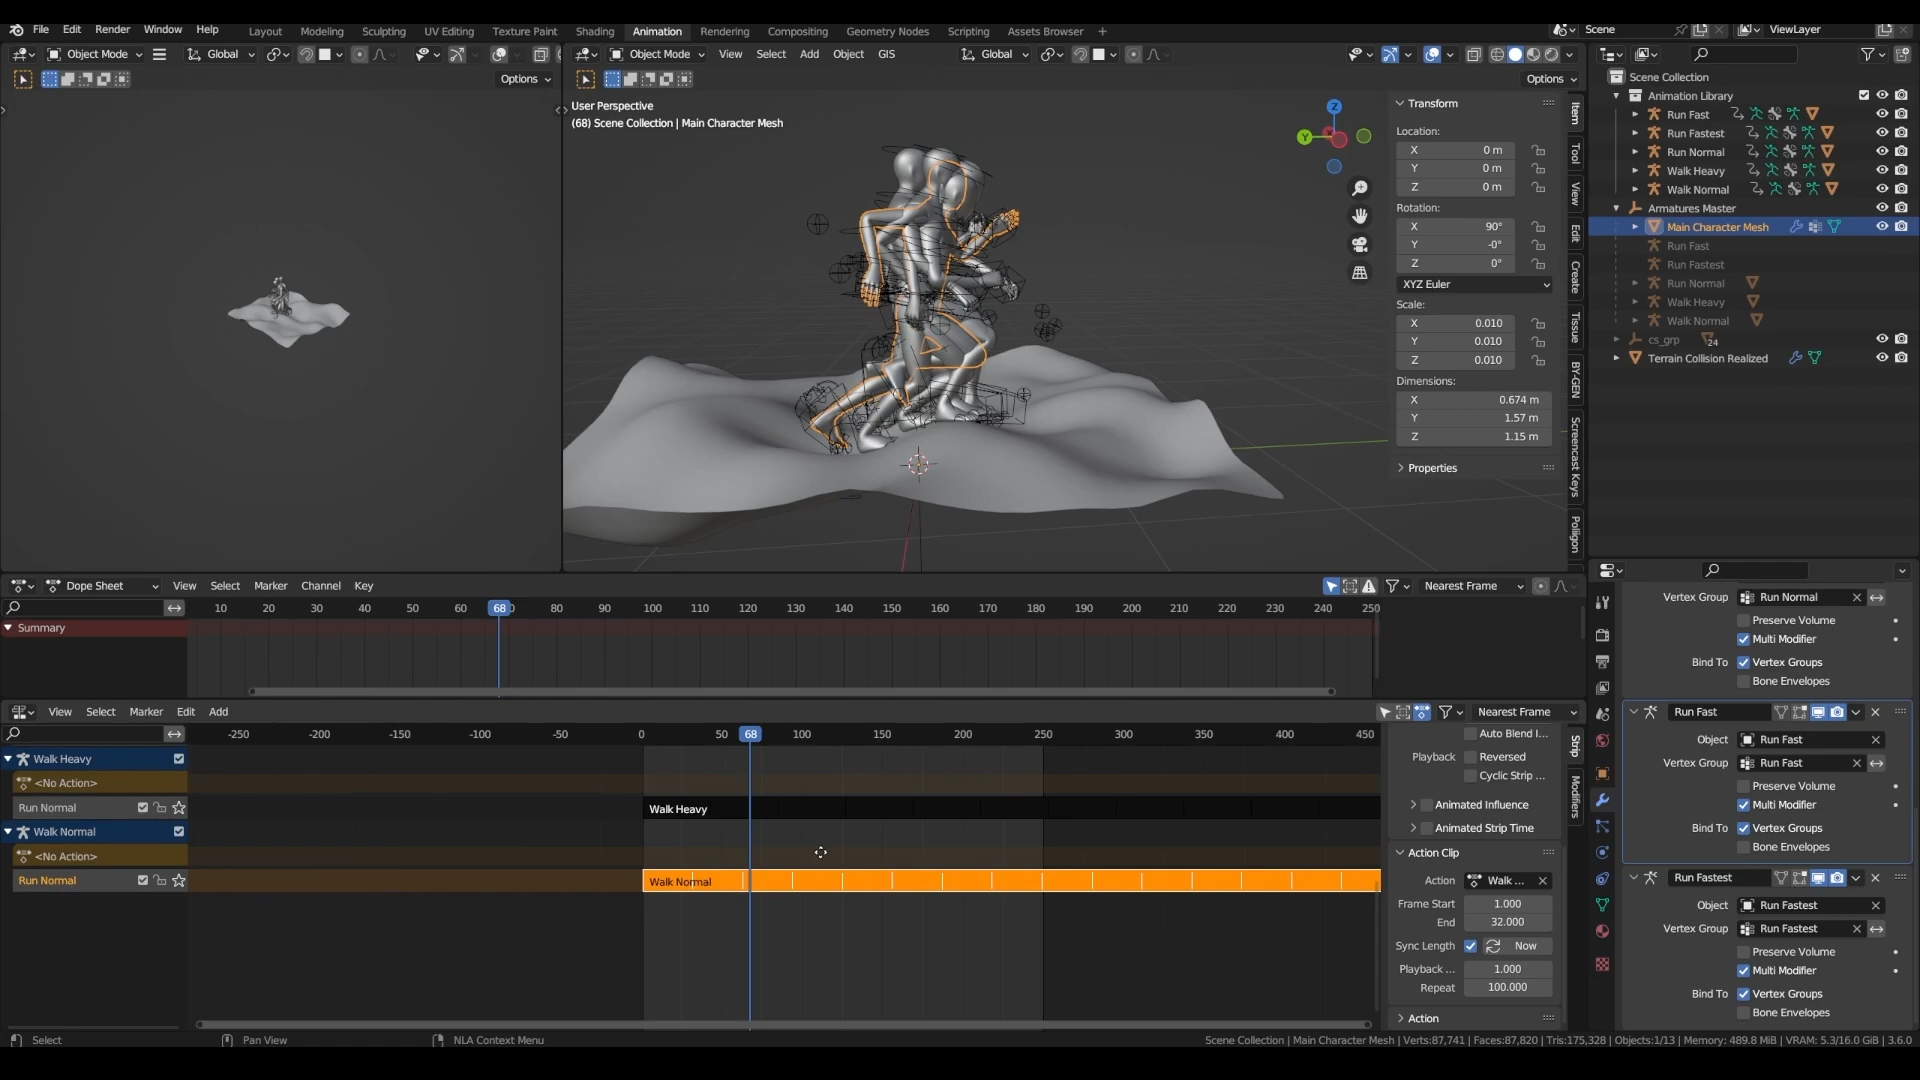 File Edit Render Window Help Layout Modeling Sculpting UV Editing Texture Paint Shading Animation Rendering Compositing Geometry Nodes Scripting Assets Browser + Scene ViewLayer
Object Mode Global
Options
Object Mode View Select Add Object GIS Global
Options
User Perspective
(68) Scene Collection | Main Character Mesh
Z
Y
Transform
Location:
X 0 m
Y 0 m
Z 0 m
Rotation:
X 90°
Y -0°
Z 0°
XYZ Euler
Scale:
X 0.010
Y 0.010
Z 0.010
Dimensions:
X 0.674 m
Y 1.57 m
Z 1.15 m
Properties
Item
Tool
View
Edit
Create
Tissue
BY-GEN
Screencast Keys
Poliigon
Scene Collection
Animation Library
Run Fast
Run Fastest
Run Normal
Walk Heavy
Walk Normal
Armatures Master
Main Character Mesh
Run Fast
Run Fastest
Run Normal
Walk Heavy
Walk Normal
cs_grp 24
Terrain Collision Realized
Dope Sheet View Select Marker Channel Key Nearest Frame
10 20 30 40 50 60 68 80 90 100 110 120 130 140 150 160 170 180 190 200 210 220 230 240 250
Summary
View Select Marker Edit Add Nearest Frame
-250 -200 -150 -100 -50 0 50 68 100 150 200 250 300 350 400 450
Walk Heavy
<No Action>
Run Normal
Walk Heavy
Walk Normal
<No Action>
Run Normal
Walk Normal
Auto Blend I...
Playback Reversed
Cyclic Strip ...
Animated Influence
Animated Strip Time
Action Clip
Action Walk ...
Frame Start 1.000
End 32.000
Sync Length Now
Playback ... 1.000
Repeat 100.000
Action
Strip
Modifiers
Vertex Group Run Normal
Preserve Volume
Multi Modifier
Bind To Vertex Groups
Bone Envelopes
Run Fast
Object Run Fast
Vertex Group Run Fast
Preserve Volume
Multi Modifier
Bind To Vertex Groups
Bone Envelopes
Run Fastest
Object Run Fastest
Vertex Group Run Fastest
Preserve Volume
Multi Modifier
Bind To Vertex Groups
Bone Envelopes
Select Pan View NLA Context Menu Scene Collection | Main Character Mesh | Verts:87,741 | Faces:87,820 | Tris:175,328 | Objects:1/13 | Memory: 489.8 MiB | VRAM: 5.3/16.0 GiB | 3.6.0